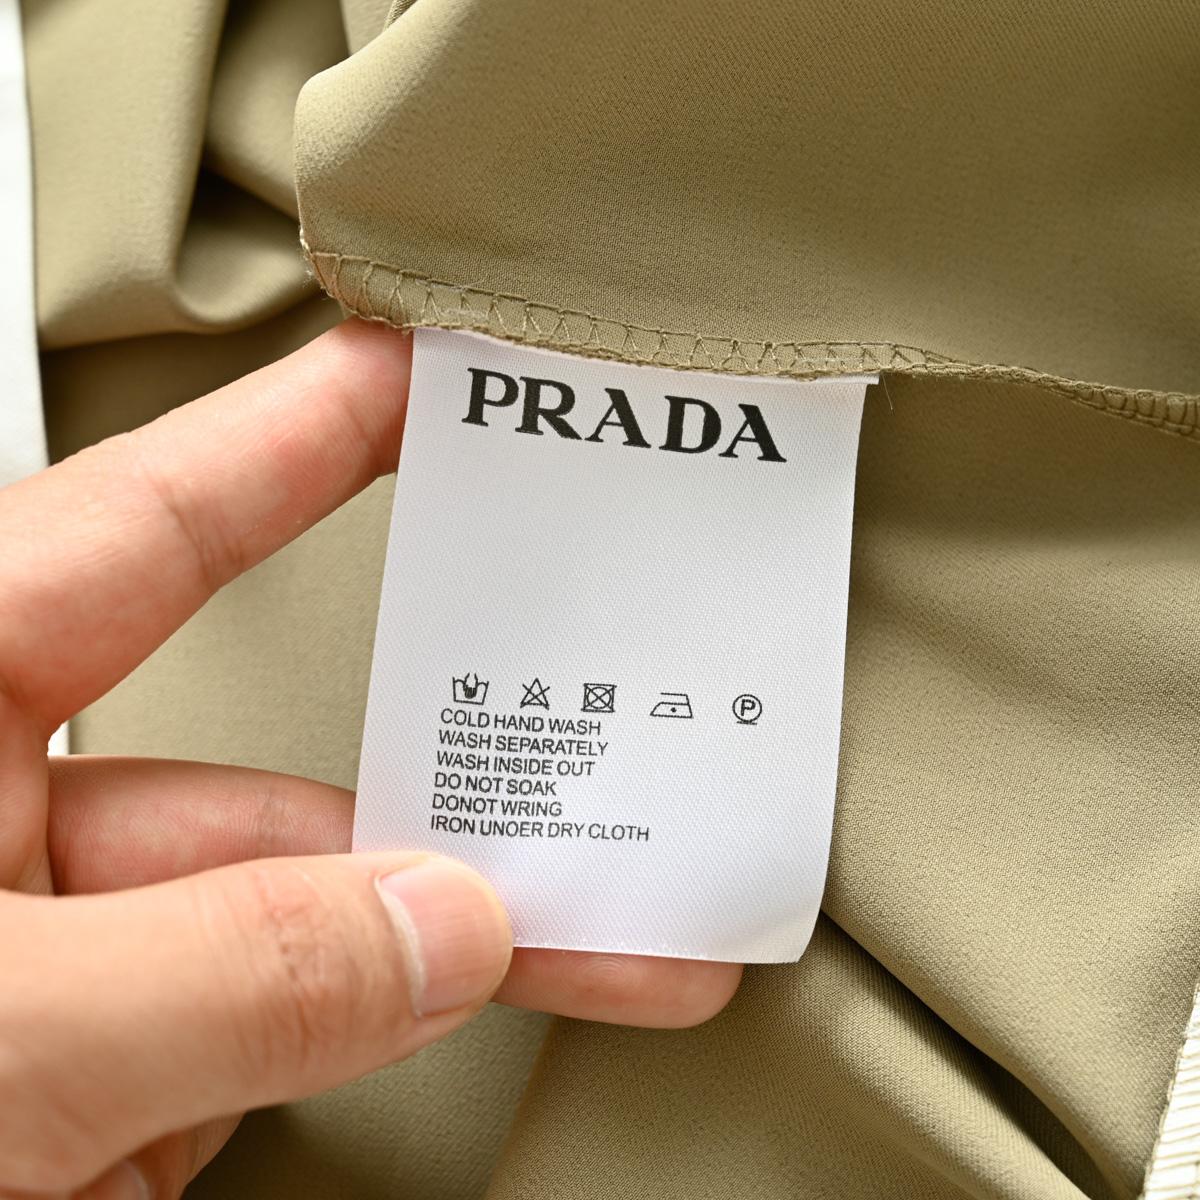 PRADA
P
COLD HAND WASH
WASH SEPARATELY
WASH INSIDE OUT
DO NOT SOAK
DONOT WRING
IRON UNOER DRY CLOTH